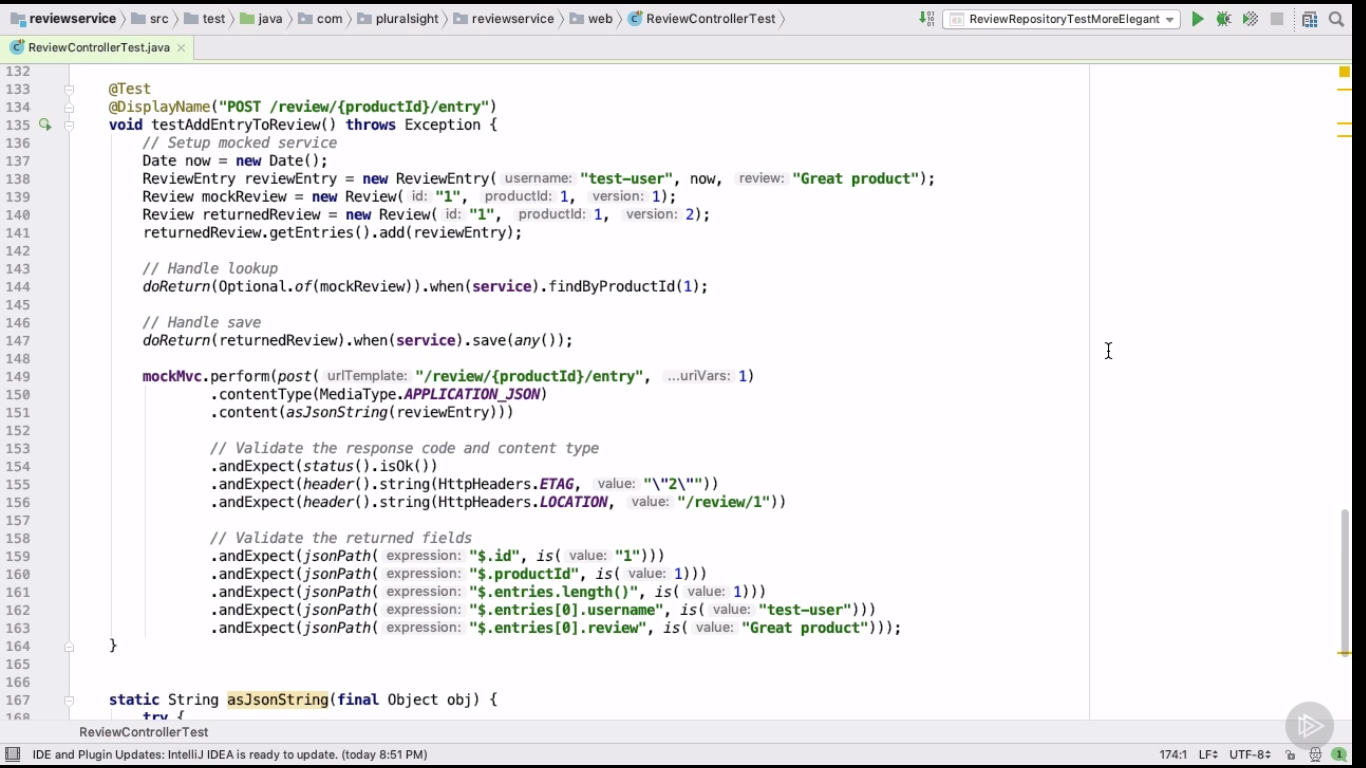 reviewservice src test java com pluralsight reviewservice web ReviewControllerTest ReviewRepositoryTestMoreElegant
ReviewControllerTest.java
132
133 @Test
134 @DisplayName("POST /review/{productId}/entry")
135 void testAddEntryToReview() throws Exception {
136 // Setup mocked service
137 Date now = new Date();
138 ReviewEntry reviewEntry = new ReviewEntry( username: "test-user", now, review: "Great product");
139 Review mockReview = new Review( id: "1", productId: 1, version: 1);
140 Review returnedReview = new Review( id: "1", productId: 1, version: 2);
141 returnedReview.getEntries().add(reviewEntry);
142
143 // Handle lookup
144 doReturn(Optional.of(mockReview)).when(service).findByProductId(1);
145
146 // Handle save
147 doReturn(returnedReview).when(service).save(any());
148
149 mockMvc.perform(post( urlTemplate: "/review/{productId}/entry", ...uriVars: 1)
150 .contentType(MediaType.APPLICATION_JSON)
151 .content(asJsonString(reviewEntry)))
152
153 // Validate the response code and content type
154 .andExpect(status().isOk())
155 .andExpect(header().string(HttpHeaders.ETAG, value: "\"2\""))
156 .andExpect(header().string(HttpHeaders.LOCATION, value: "/review/1"))
157
158 // Validate the returned fields
159 .andExpect(jsonPath( expression: "$.id", is( value: "1")))
160 .andExpect(jsonPath( expression: "$.productId", is( value: 1)))
161 .andExpect(jsonPath( expression: "$.entries.length()", is( value: 1)))
162 .andExpect(jsonPath( expression: "$.entries[0].username", is( value: "test-user")))
163 .andExpect(jsonPath( expression: "$.entries[0].review", is( value: "Great product")));
164 }
165
166
167 static String asJsonString(final Object obj) {
168 try {
ReviewControllerTest
IDE and Plugin Updates: IntelliJ IDEA is ready to update. (today 8:51 PM) 174:1 LF UTF-8 1